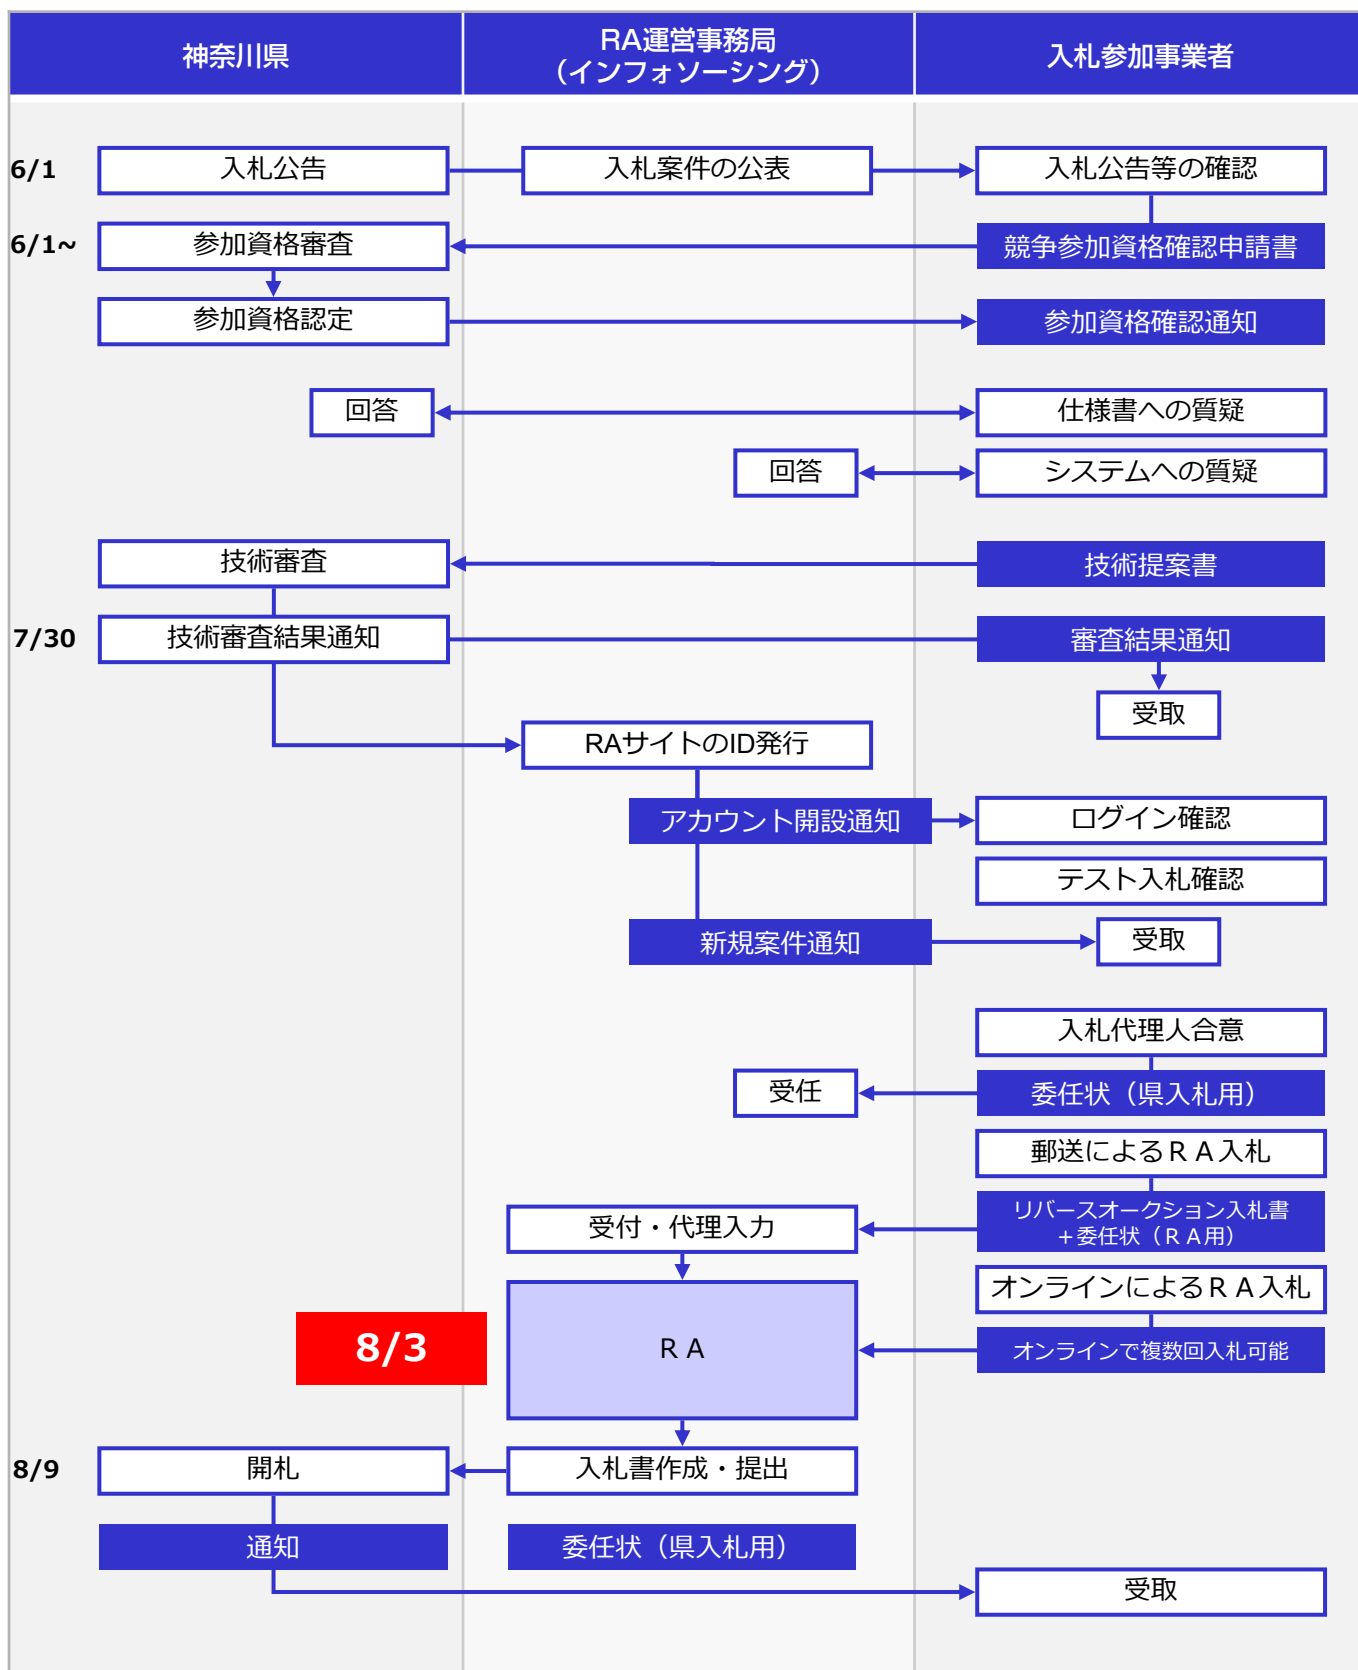 神奈川県
RA運営事務局
（インフォソーシング）
入札参加事業者
6/1
入札公告
入札案件の公表
入札公告等の確認
6/1~
参加資格審査
競争参加資格確認申請書
参加資格認定
参加資格確認通知
回答
仕様書への質疑
回答
システムへの質疑
技術審査
技術提案書
7/30
技術審査結果通知
審査結果通知
受取
RAサイトのID発行
アカウント開設通知
ログイン確認
テスト入札確認
新規案件通知
受取
入札代理人合意
受任
委任状（県入札用）
郵送によるＲＡ入札
受付・代理入力
リバースオークション入札書
＋委任状（ＲＡ用）
オンラインによるＲＡ入札
8/3
ＲＡ
オンラインで複数回入札可能
8/9
開札
入札書作成・提出
通知
委任状（県入札用）
受取